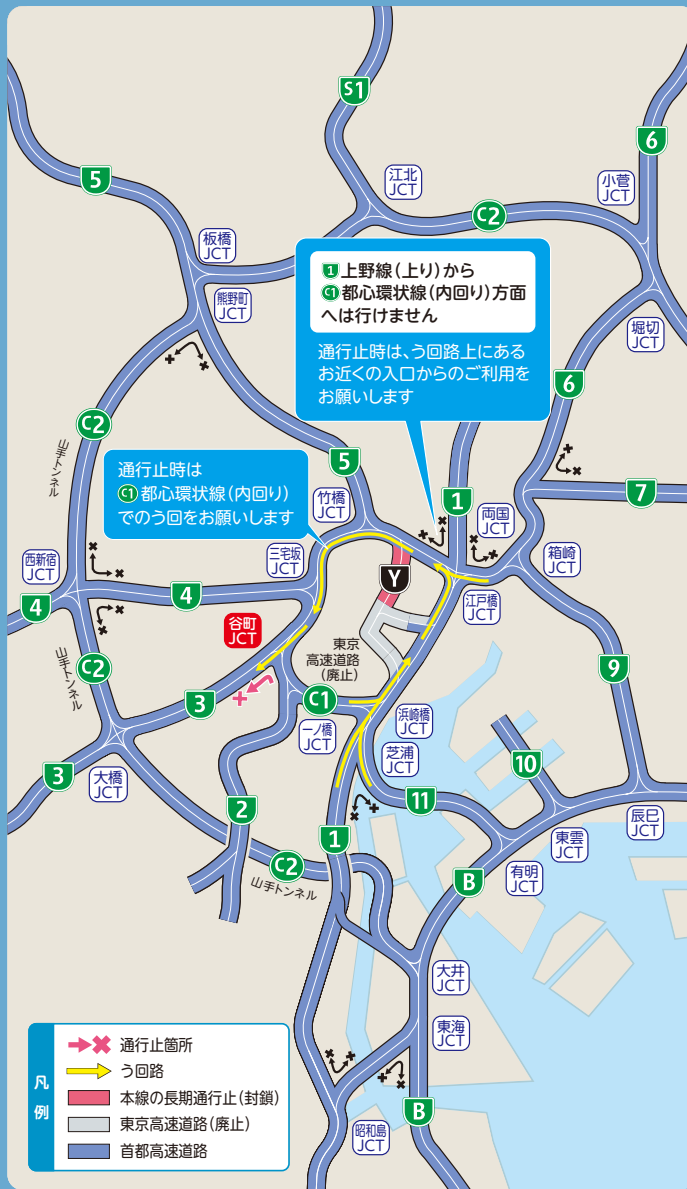 S1
5
6
江北
JCT
小菅
JCT
C2
板橋
JCT
熊野町
JCT
1 上野線(上り)から
C1 都心環状線(内回り)方面
へは行けません
通行止時は、う回路上にある
お近くの入口からのご利用を
お願いします
堀切
JCT
6
C2
山手トンネル
通行止時は
C1 都心環状線(内回り)
でのう回をお願いします
5
竹橋
JCT
1
両国
JCT
7
西新宿
JCT
三宅坂
JCT
箱崎
JCT
4
4
Y
江戸橋
JCT
谷町
JCT
東京
高速道路
(廃止)
C2
山手トンネル
9
3
C1
一ノ橋
JCT
浜崎橋
JCT
芝浦
JCT
10
3
大橋
JCT
2
1
11
東雲
JCT
辰巳
JCT
C2
山手トンネル
B
有明
JCT
大井
JCT
東海
JCT
B
昭和島
JCT
凡例
通行止箇所
う回路
本線の長期通行止(封鎖)
東京高速道路(廃止)
首都高速道路